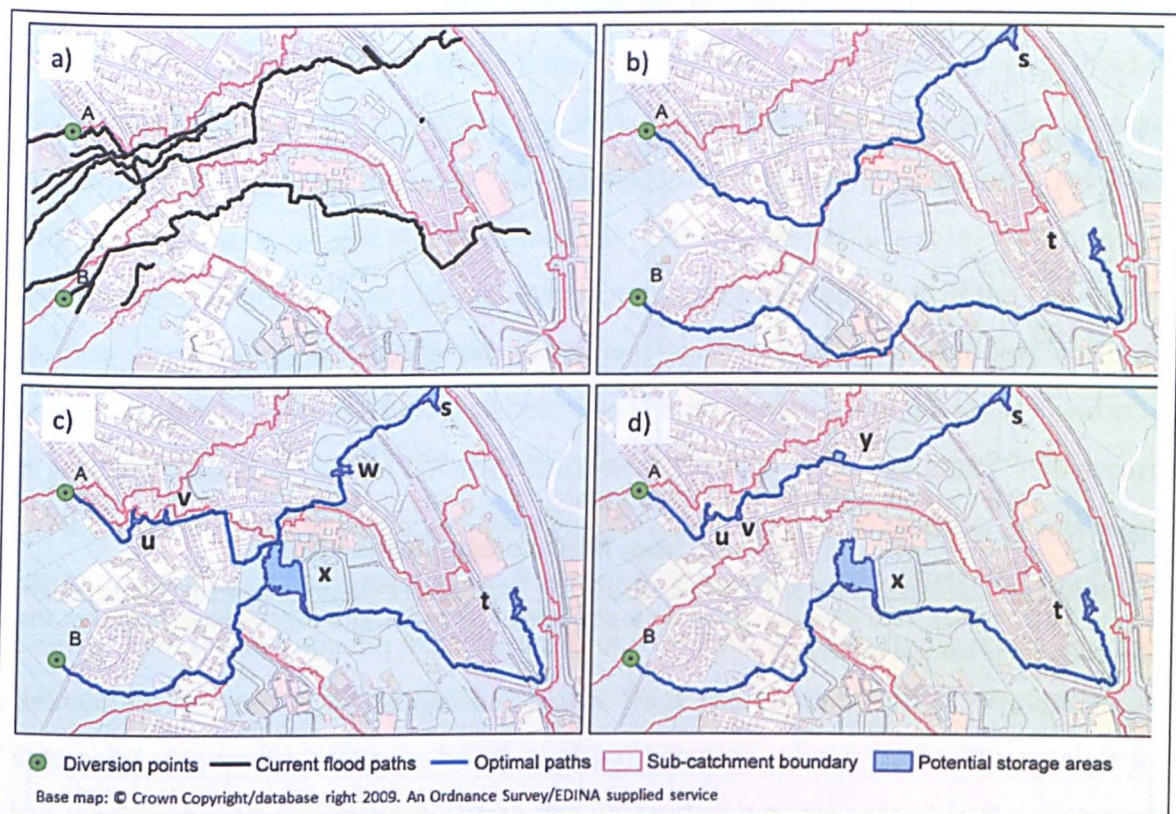 a)
A
B
b)
A
B
s
t
c)
A
B
s
w
v
u
x
t
d)
A
B
s
y
u
v
x
t
Diversion points
Current flood paths
Optimal paths
Sub-catchment boundary
Potential storage areas
Base map: © Crown Copyright/database right 2009. An Ordnance Survey/EDINA supplied service